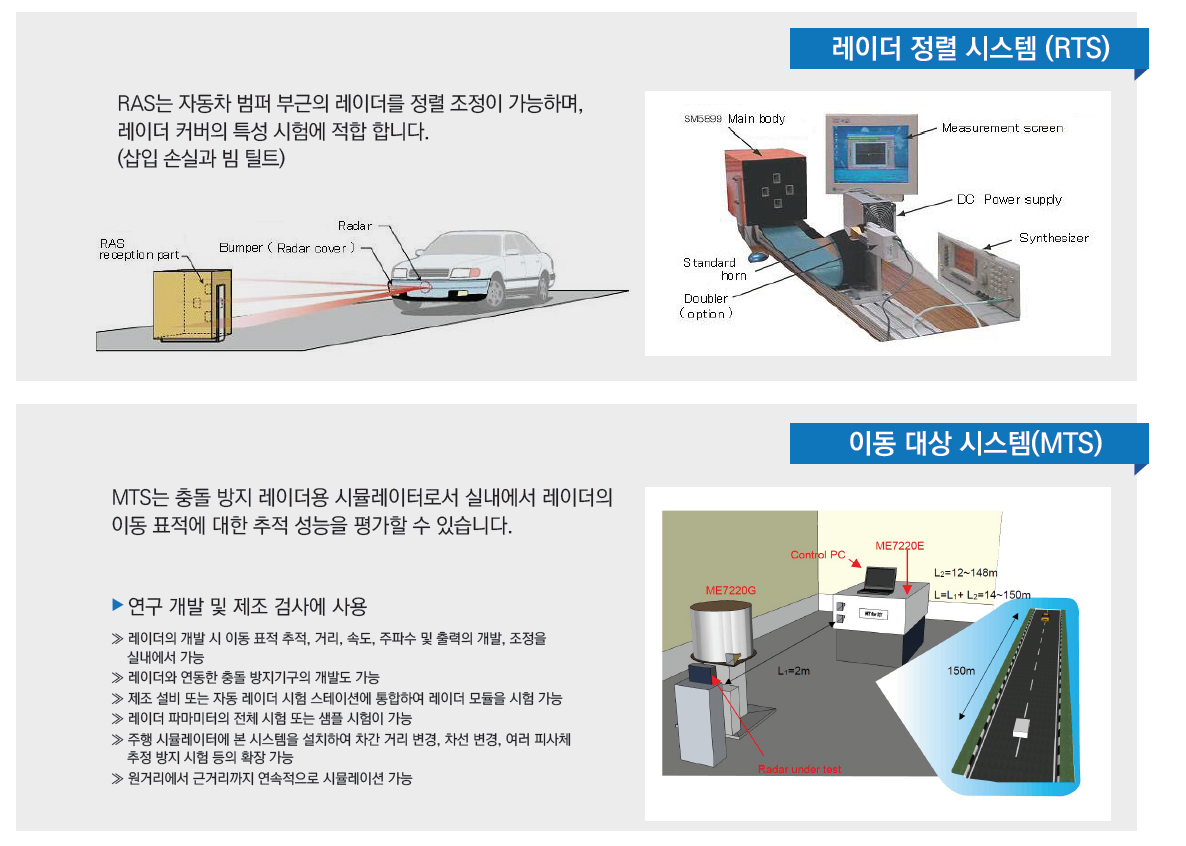 레이더 정렬 시스템 (RTS)
RAS는 자동차 범퍼 부근의 레이더를 정렬 조정이 가능하며,
레이더 커버의 특성 시험에 적합 합니다.
(삽입 손실과 빔 틸트)
RAS
reception part
Bumper ( Radar cover )
Radar
SM5899 Main body
Measurement screen
DC Power supply
Synthesizer
Standard
horn
Doubler
( option )
이동 대상 시스템(MTS)
MTS는 충돌 방지 레이더용 시뮬레이터로서 실내에서 레이더의
이동 표적에 대한 추적 성능을 평가할 수 있습니다.
▶ 연구 개발 및 제조 검사에 사용
≫ 레이더의 개발 시 이동 표적 추적, 거리, 속도, 주파수 및 출력의 개발, 조정을
실내에서 가능
≫ 레이더와 연동한 충돌 방지기구의 개발도 가능
≫ 제조 설비 또는 자동 레이더 시험 스테이션에 통합하여 레이더 모듈을 시험 가능
≫ 레이더 파마미터의 전체 시험 또는 샘플 시험이 가능
≫ 주행 시뮬레이터에 본 시스템을 설치하여 차간 거리 변경, 차선 변경, 여러 피사체
추정 방지 시험 등의 확장 가능
≫ 원거리에서 근거리까지 연속적으로 시뮬레이션 가능
Control PC
ME7220E
ME7220G
L2=12~148m
L=L1+ L2=14~150m
L1=2m
150m
Radar under test